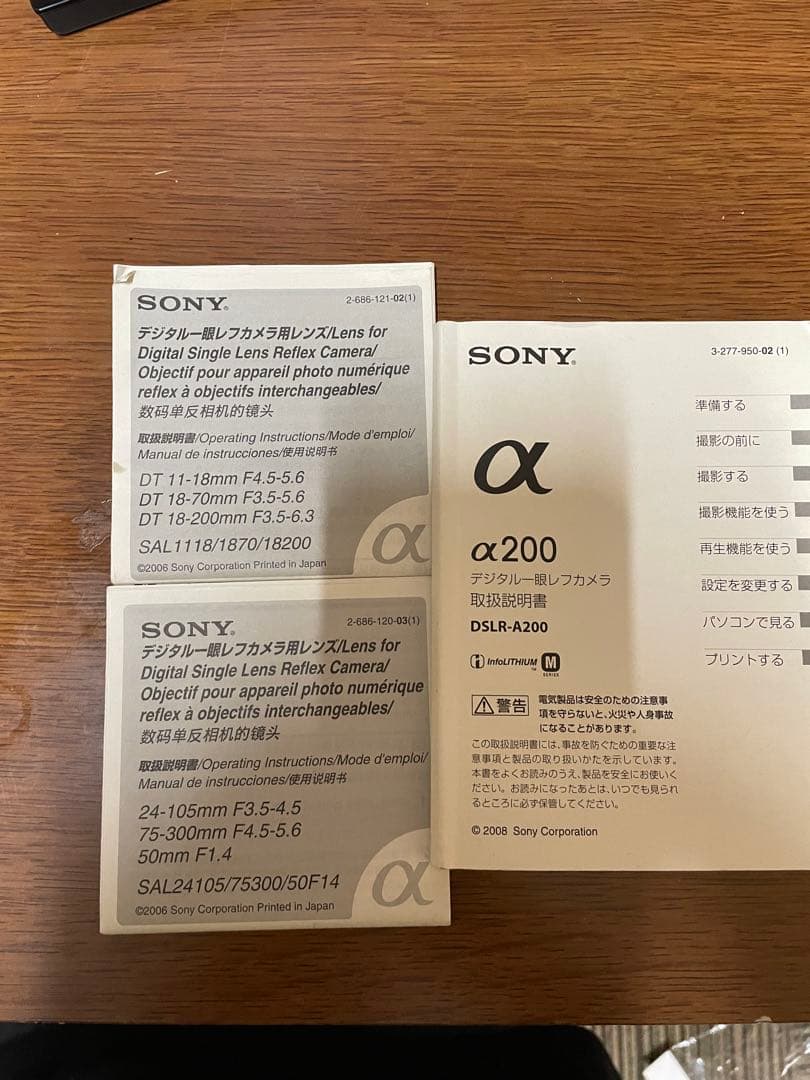 SONY®
2-686-121-02(1)
デジタル一眼レフカメラ用レンズ/Lens for
Digital Single Lens Reflex Camera/
Objectif pour appareil photo numérique
reflex à objectifs interchangeables/
数码单反相机的镜头
取扱説明書/Operating Instructions/Mode d'emploi/
Manual de instrucciones/使用说明书
DT 11-18mm F4.5-5.6
DT 18-70mm F3.5-5.6
DT 18-200mm F3.5-6.3
SAL1118/1870/18200
©2006 Sony Corporation Printed in Japan
α
SONY®
2-686-120-03(1)
デジタル一眼レフカメラ用レンズ/Lens for
Digital Single Lens Reflex Camera/
Objectif pour appareil photo numérique
reflex à objectifs interchangeables/
数码单反相机的镜头
取扱説明書/Operating Instructions/Mode d'emploi/
Manual de instrucciones/使用说明书
24-105mm F3.5-4.5
75-300mm F4.5-5.6
50mm F1.4
SAL24105/75300/50F14
©2006 Sony Corporation Printed in Japan
α
SONY®
3-277-950-02 (1)
α
α200
デジタル一眼レフカメラ
取扱説明書
DSLR-A200
InfoLITHIUM™ M SERIES
準備する
撮影の前に
撮影する
撮影機能を使う
再生機能を使う
設定を変更する
パソコンで見る
プリントする
警告
電気製品は安全のための注意事
項を守らないと、火災や人身事故
になることがあります。
この取扱説明書には、事故を防ぐための重要な注
意事項と製品の取り扱いかたを示しています。
本書をよくお読みのうえ、製品を安全にお使いく
ださい。お読みになったあとは、いつでも見られ
るところに必ず保管してください。
© 2008 Sony Corporation